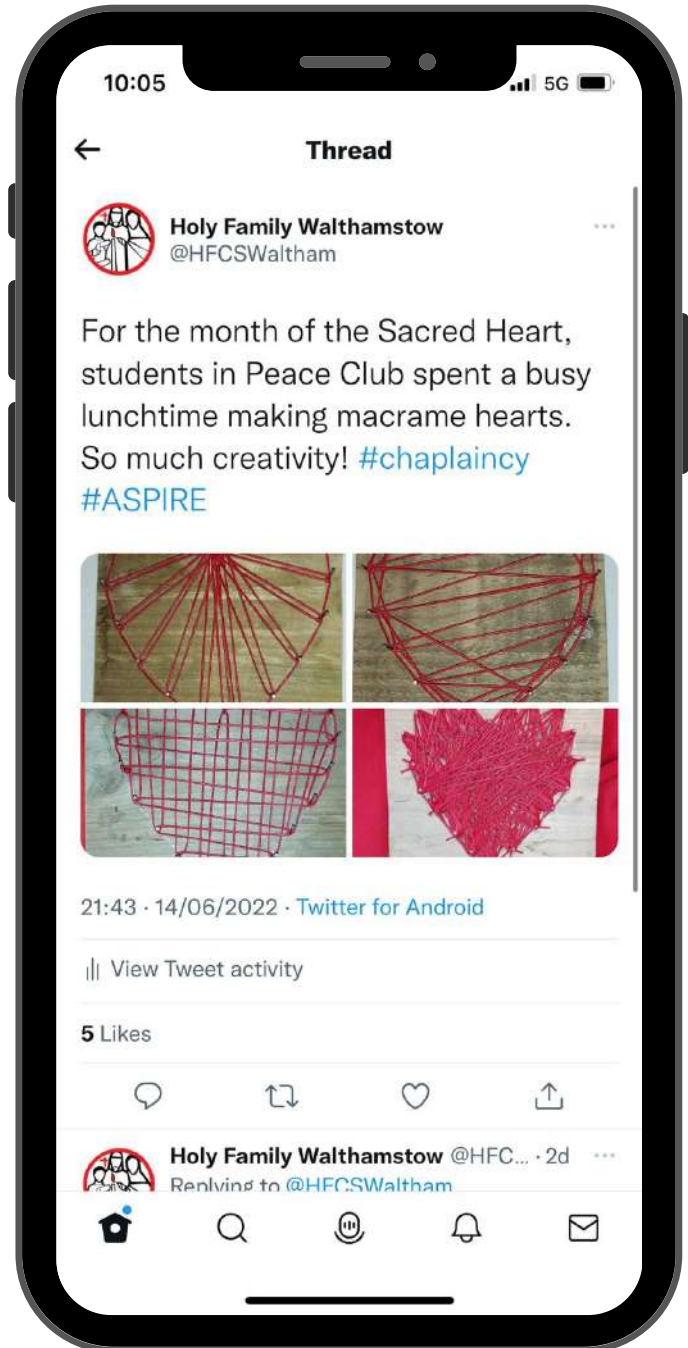 10:05
5G
Thread
Holy Family Walthamstow
@HFCSWaltham
For the month of the Sacred Heart,
students in Peace Club spent a busy
lunchtime making macrame hearts.
So much creativity! #chaplaincy
#ASPIRE
21:43 · 14/06/2022 · Twitter for Android
View Tweet activity
5 Likes
Holy Family Walthamstow @HFC... · 2d
Replying to @HFCSWaltham